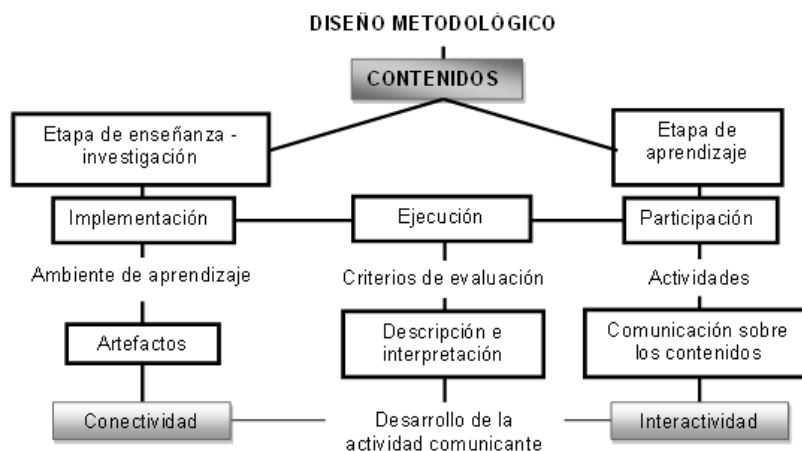 DISEÑO METODOLÓGICO
CONTENIDOS
Etapa de enseñanza -
investigación
Etapa de
aprendizaje
Implementación
Ejecución
Participación
Ambiente de aprendizaje
Criterios de evaluación
Actividades
Artefactos
Descripción e
interpretación
Comunicación sobre
los contenidos
Conectividad
Desarrollo de la
actividad comunicante
Interactividad